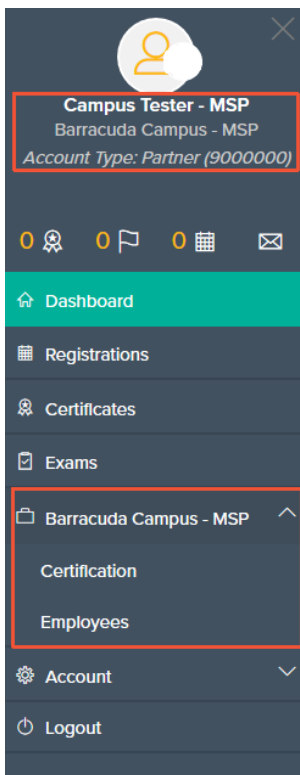 Campus Tester - MSP
Barracuda Campus - MSP
Account Type: Partner (9000000)
0 0 0
Dashboard
Registrations
Certificates
Exams
Barracuda Campus - MSP
Certification
Employees
Account
Logout